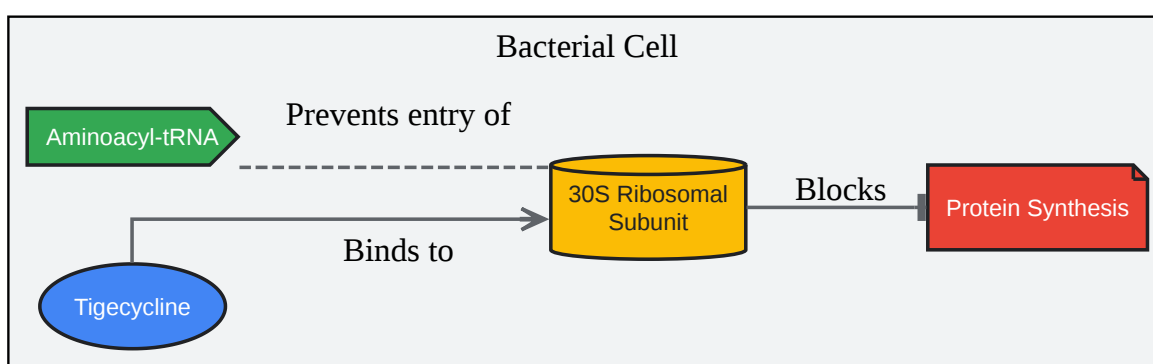 Bacterial Cell
Prevents entry of
Aminoacyl-tRNA
30S Ribosomal
Subunit
Blocks
Protein Synthesis
Binds to
Tigecycline